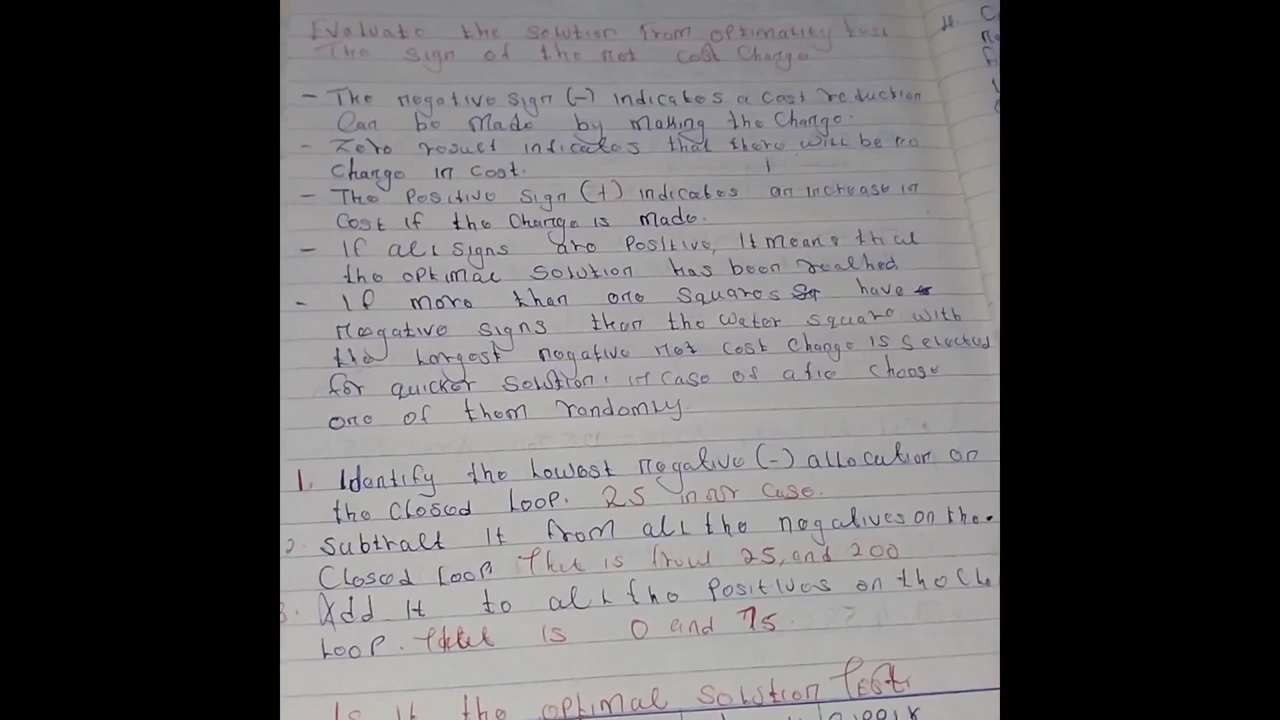 Evaluate the solution from optimality test
The sign of the net cost Change
- The negative sign (-) indicates a cost reduction
Can be made by making the Change.
- Zero result indicates that there will be no
Change in cost.
- The Positive sign (+) indicates an increase in
Cost if the Change is made.
- If all signs are Positive, It means that
the optimal solution has been reached
- If more than one squares have
negative signs then the water square with
the largest negative net cost Change is selected
for quicker solution, in case of a tie choose
one of them randomly.
1. Identify the lowest negative (-) allocation on
the closed loop. 25 in our case.
2. Subtract it from all the negatives on the
Closed loop that is from 25, and 200
3. Add it to all the Positives on the Clo
loop. that is 0 and 75.
Is it the optimal solution Test